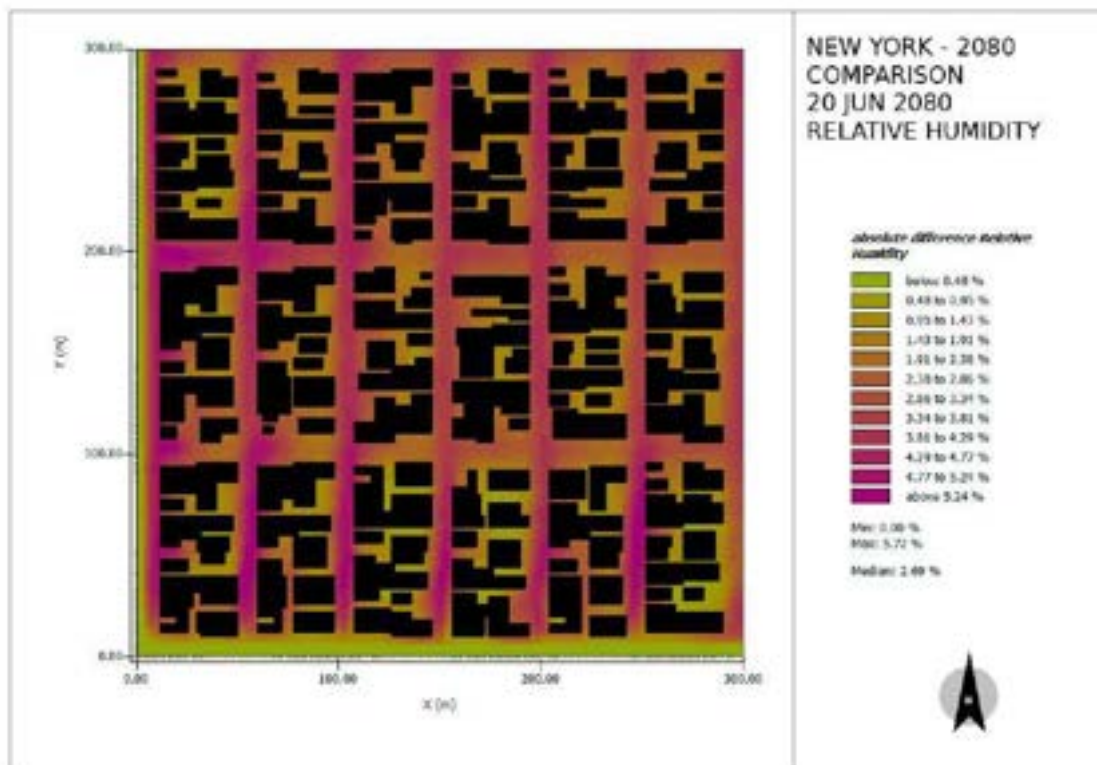 NEW YORK - 2080
COMPARISON
20 JUN 2080
RELATIVE HUMIDITY
absolute difference Relative
Humidity
below 0.48 %
0.48 to 0.95 %
0.95 to 1.43 %
1.43 to 1.91 %
1.91 to 2.38 %
2.38 to 2.86 %
2.86 to 3.34 %
3.34 to 3.81 %
3.81 to 4.29 %
4.29 to 4.77 %
4.77 to 5.24 %
above 5.24 %
Min: 0.00 %
Max: 5.72 %
Median: 2.69 %
300.00
200.00
100.00
0.00
Y (m)
0.00 100.00 200.00 300.00
X (m)